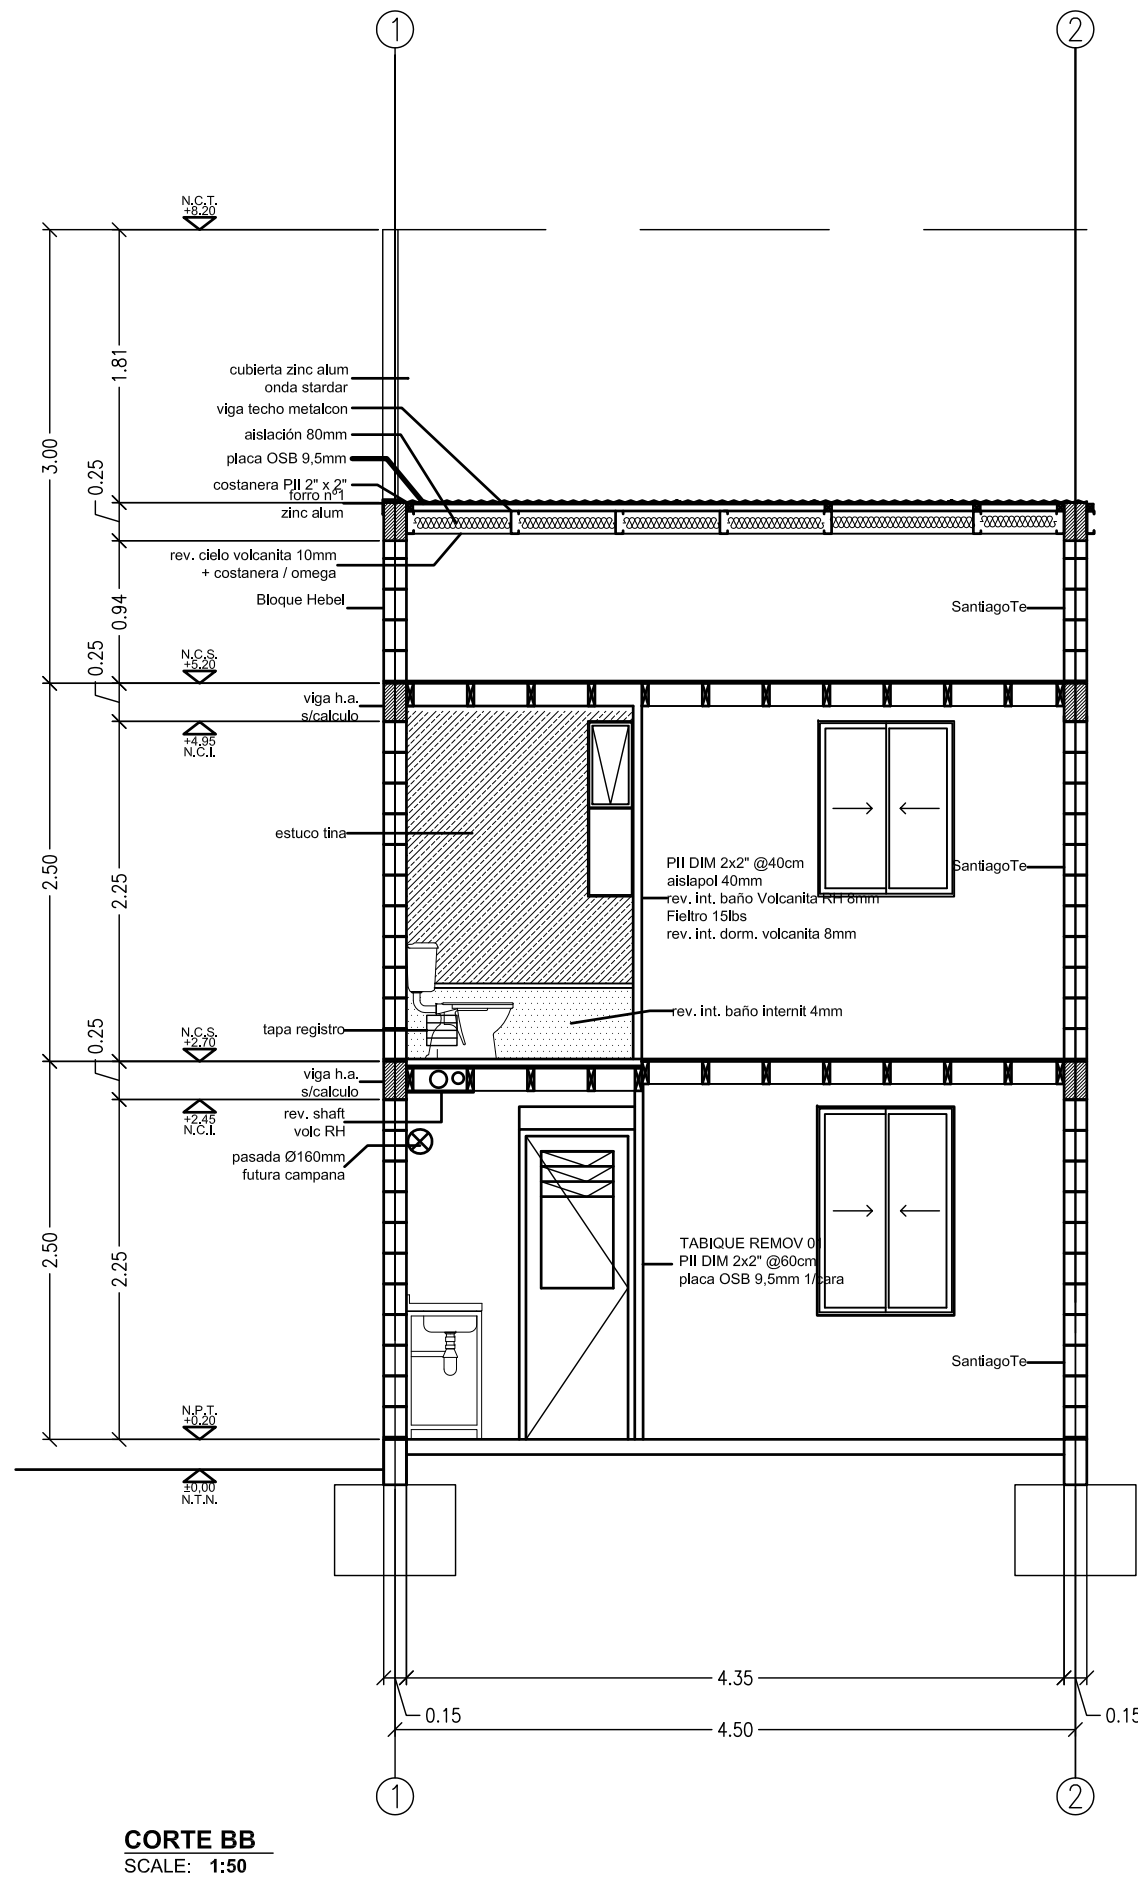 1
2
N.C.T.
+8.20
1.81
3.00
0.25
0.94
0.25
cubierta zinc alum
onda stardar
viga techo metalcon
aislación 80mm
placa OSB 9,5mm
costanera PII 2" x 2"
forro nº1
zinc alum
rev. cielo volcanita 10mm
+ costanera / omega
Bloque Hebel
SantiagoTe
N.C.S.
+5.20
viga h.a.
s/calculo
+4.95
N.C.I.
estuco tina
2.50
2.25
PII DIM 2x2" @40cm
aislapol 40mm
rev. int. baño Volcanita RH 8mm
Fieltro 15lbs
rev. int. dorm. volcanita 8mm
SantiagoTe
rev. int. baño internit 4mm
tapa registro
0.25
N.C.S.
+2.70
viga h.a.
s/calculo
+2.45
N.C.I.
rev. shaft
volc RH
pasada Ø160mm
futura campana
2.50
2.25
TABIQUE REMOV 01
PII DIM 2x2" @60cm
placa OSB 9,5mm 1/cara
SantiagoTe
N.P.T.
+0.20
±0,00
N.T.N.
4.35
0.15
4.50
0.15
1
2
CORTE BB
SCALE: 1:50